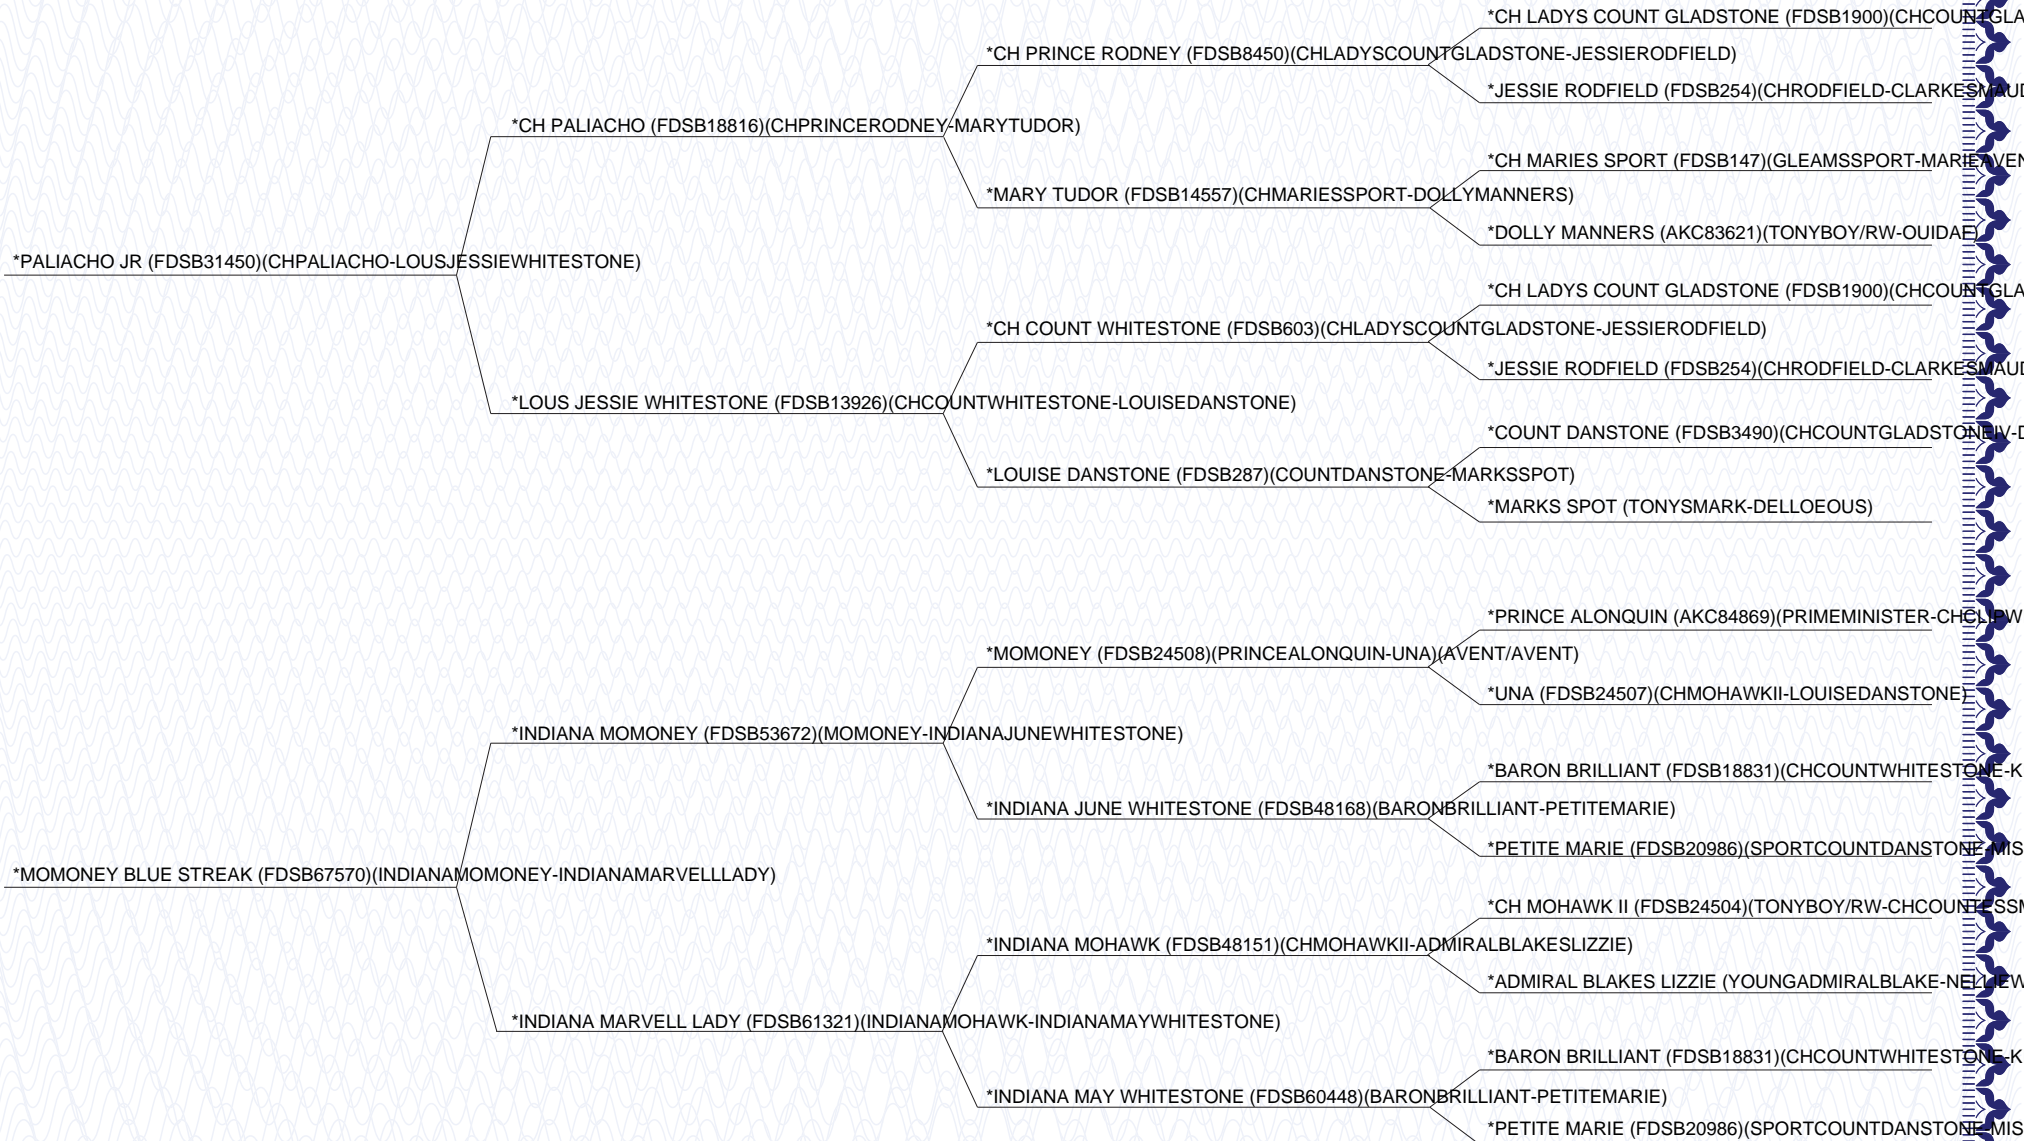 *CH LADYS COUNT GLADSTONE (FDSB1900)(CHCOUNTGLA
*CH PRINCE RODNEY (FDSB8450)(CHLADYSCOUNTGLADSTONE-JESSIERODFIELD)
*JESSIE RODFIELD (FDSB254)(CHRODFIELD-CLARKESMAUD
*CH PALIACHO (FDSB18816)(CHPRINCERODNEY-MARYTUDOR)
*CH MARIES SPORT (FDSB147)(GLEAMSSPORT-MARIEAVEN
*MARY TUDOR (FDSB14557)(CHMARIESSPORT-DOLLYMANNERS)
*DOLLY MANNERS (AKC83621)(TONYBOY/RW-OUIDAF)
*PALIACHO JR (FDSB31450)(CHPALIACHO-LOUSJESSIEWHITESTONE)
*CH LADYS COUNT GLADSTONE (FDSB1900)(CHCOUNTGLA
*CH COUNT WHITESTONE (FDSB603)(CHLADYSCOUNTGLADSTONE-JESSIERODFIELD)
*JESSIE RODFIELD (FDSB254)(CHRODFIELD-CLARKESMAUD
*LOUS JESSIE WHITESTONE (FDSB13926)(CHCOUNTWHITESTONE-LOUISEDANSTONE)
*COUNT DANSTONE (FDSB3490)(CHCOUNTGLADSTONEIV-D
*LOUISE DANSTONE (FDSB287)(COUNTDANSTONE-MARKSSPOT)
*MARKS SPOT (TONYSMARK-DELLOEOUS)
*PRINCE ALONQUIN (AKC84869)(PRIMEMINISTER-CHCLIPW
*MOMONEY (FDSB24508)(PRINCEALONQUIN-UNA)(AVENT/AVENT)
*UNA (FDSB24507)(CHMOHAWKII-LOUISEDANSTONE)
*INDIANA MOMONEY (FDSB53672)(MOMONEY-INDIANAJUNEWHITESTONE)
*BARON BRILLIANT (FDSB18831)(CHCOUNTWHITESTONE-K
*INDIANA JUNE WHITESTONE (FDSB48168)(BARONBRILLIANT-PETITEMARIE)
*PETITE MARIE (FDSB20986)(SPORTCOUNTDANSTONE-MIS
*MOMONEY BLUE STREAK (FDSB67570)(INDIANAMOMONEY-INDIANAMARVELLLADY)
*CH MOHAWK II (FDSB24504)(TONYBOY/RW-CHCOUNTESSM
*INDIANA MOHAWK (FDSB48151)(CHMOHAWKII-ADMIRALBLAKESLIZZIE)
*ADMIRAL BLAKES LIZZIE (YOUNGADMIRALBLAKE-NELLIEW
*INDIANA MARVELL LADY (FDSB61321)(INDIANAMOHAWK-INDIANAMAYWHITESTONE)
*BARON BRILLIANT (FDSB18831)(CHCOUNTWHITESTONE-K
*INDIANA MAY WHITESTONE (FDSB60448)(BARONBRILLIANT-PETITEMARIE)
*PETITE MARIE (FDSB20986)(SPORTCOUNTDANSTONE-MIS